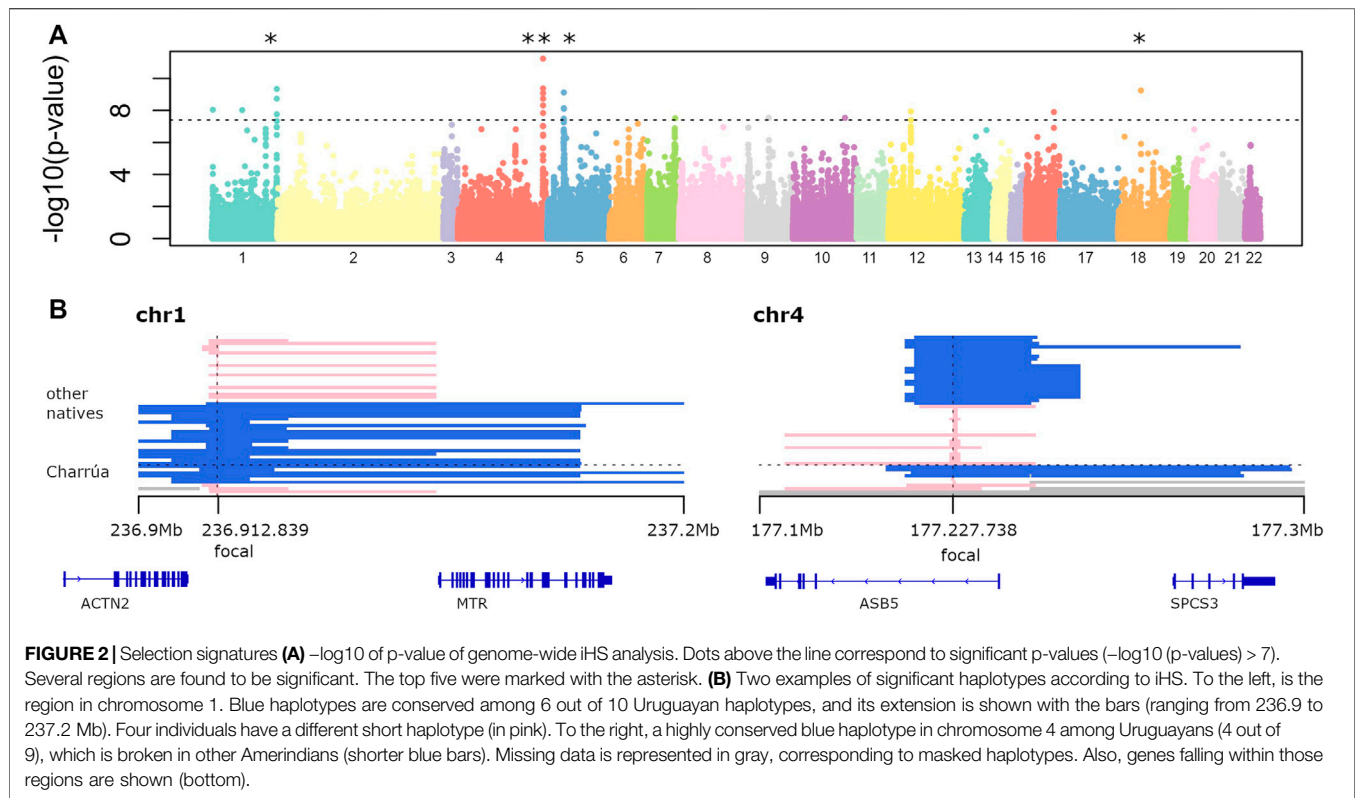 A
* * * * *
-log10(p-value)
8
4
0
1 2 3 4 5 6 7 8 9 10 11 12 13 14 15 16 17 18 19 20 21 22
B
chr1
chr4
other
natives
Charrúa
236.9Mb 236.912.839 237.2Mb
focal
177.1Mb 177.227.738 177.3Mb
focal
ACTN2 MTR
ASB5 SPCS3
FIGURE 2 | Selection signatures (A) –log10 of p-value of genome-wide iHS analysis. Dots above the line correspond to significant p-values (−log10 (p-values) > 7).
Several regions are found to be significant. The top five were marked with the asterisk. (B) Two examples of significant haplotypes according to iHS. To the left, is the
region in chromosome 1. Blue haplotypes are conserved among 6 out of 10 Uruguayan haplotypes, and its extension is shown with the bars (ranging from 236.9 to
237.2 Mb). Four individuals have a different short haplotype (in pink). To the right, a highly conserved blue haplotype in chromosome 4 among Uruguayans (4 out of
9), which is broken in other Amerindians (shorter blue bars). Missing data is represented in gray, corresponding to masked haplotypes. Also, genes falling within those
regions are shown (bottom).